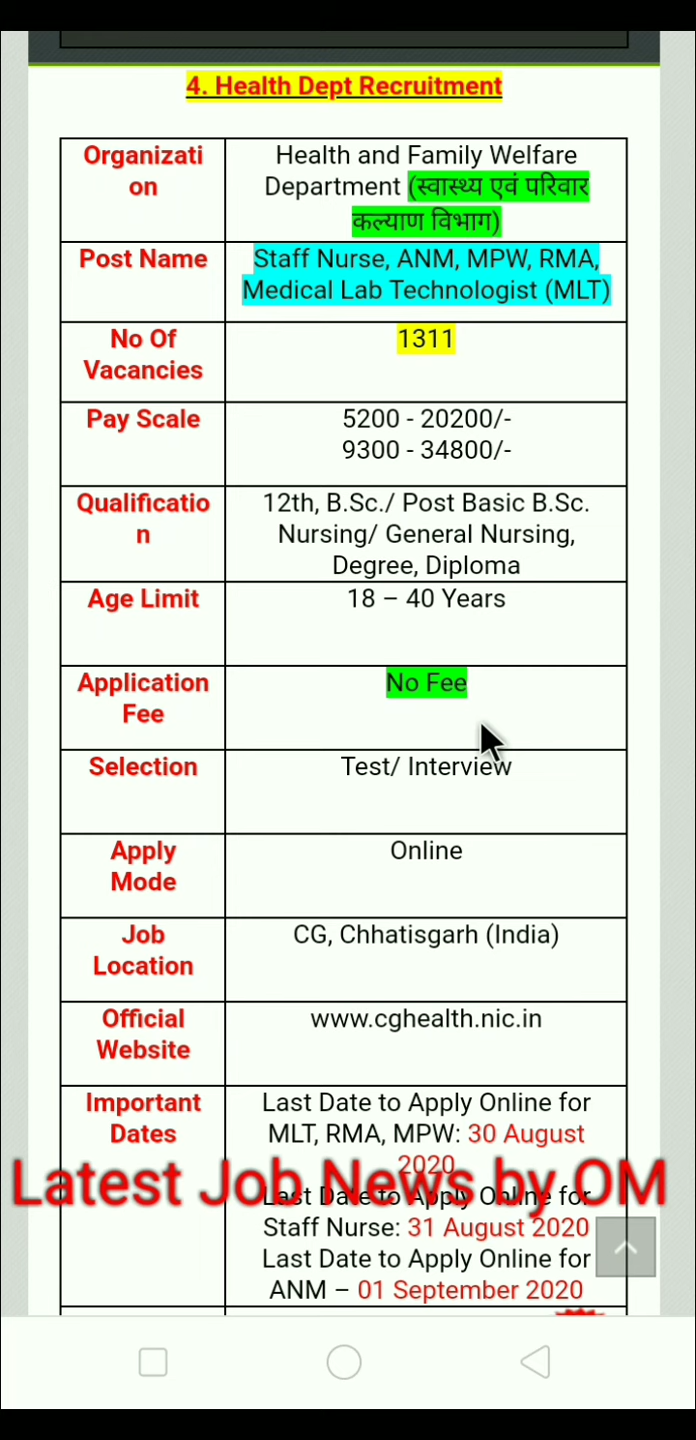 4. Health Dept Recruitment
Organizati
on
Health and Family Welfare
Department (स्वास्थ्य एवं परिवार
कल्याण विभाग)
Post Name
Staff Nurse, ANM, MPW, RMA,
Medical Lab Technologist (MLT)
No Of
Vacancies
1311
Pay Scale
5200 - 20200/-
9300 - 34800/-
Qualificatio
n
12th, B.Sc./ Post Basic B.Sc.
Nursing/ General Nursing,
Degree, Diploma
Age Limit
18 – 40 Years
Application
Fee
No Fee
Selection
Test/ Interview
Apply
Mode
Online
Job
Location
CG, Chhatisgarh (India)
Official
Website
www.cghealth.nic.in
Important
Dates
Last Date to Apply Online for
MLT, RMA, MPW: 30 August
2020
Last Date to Apply Online for
Staff Nurse: 31 August 2020
Last Date to Apply Online for
ANM – 01 September 2020
Latest Job News by OM